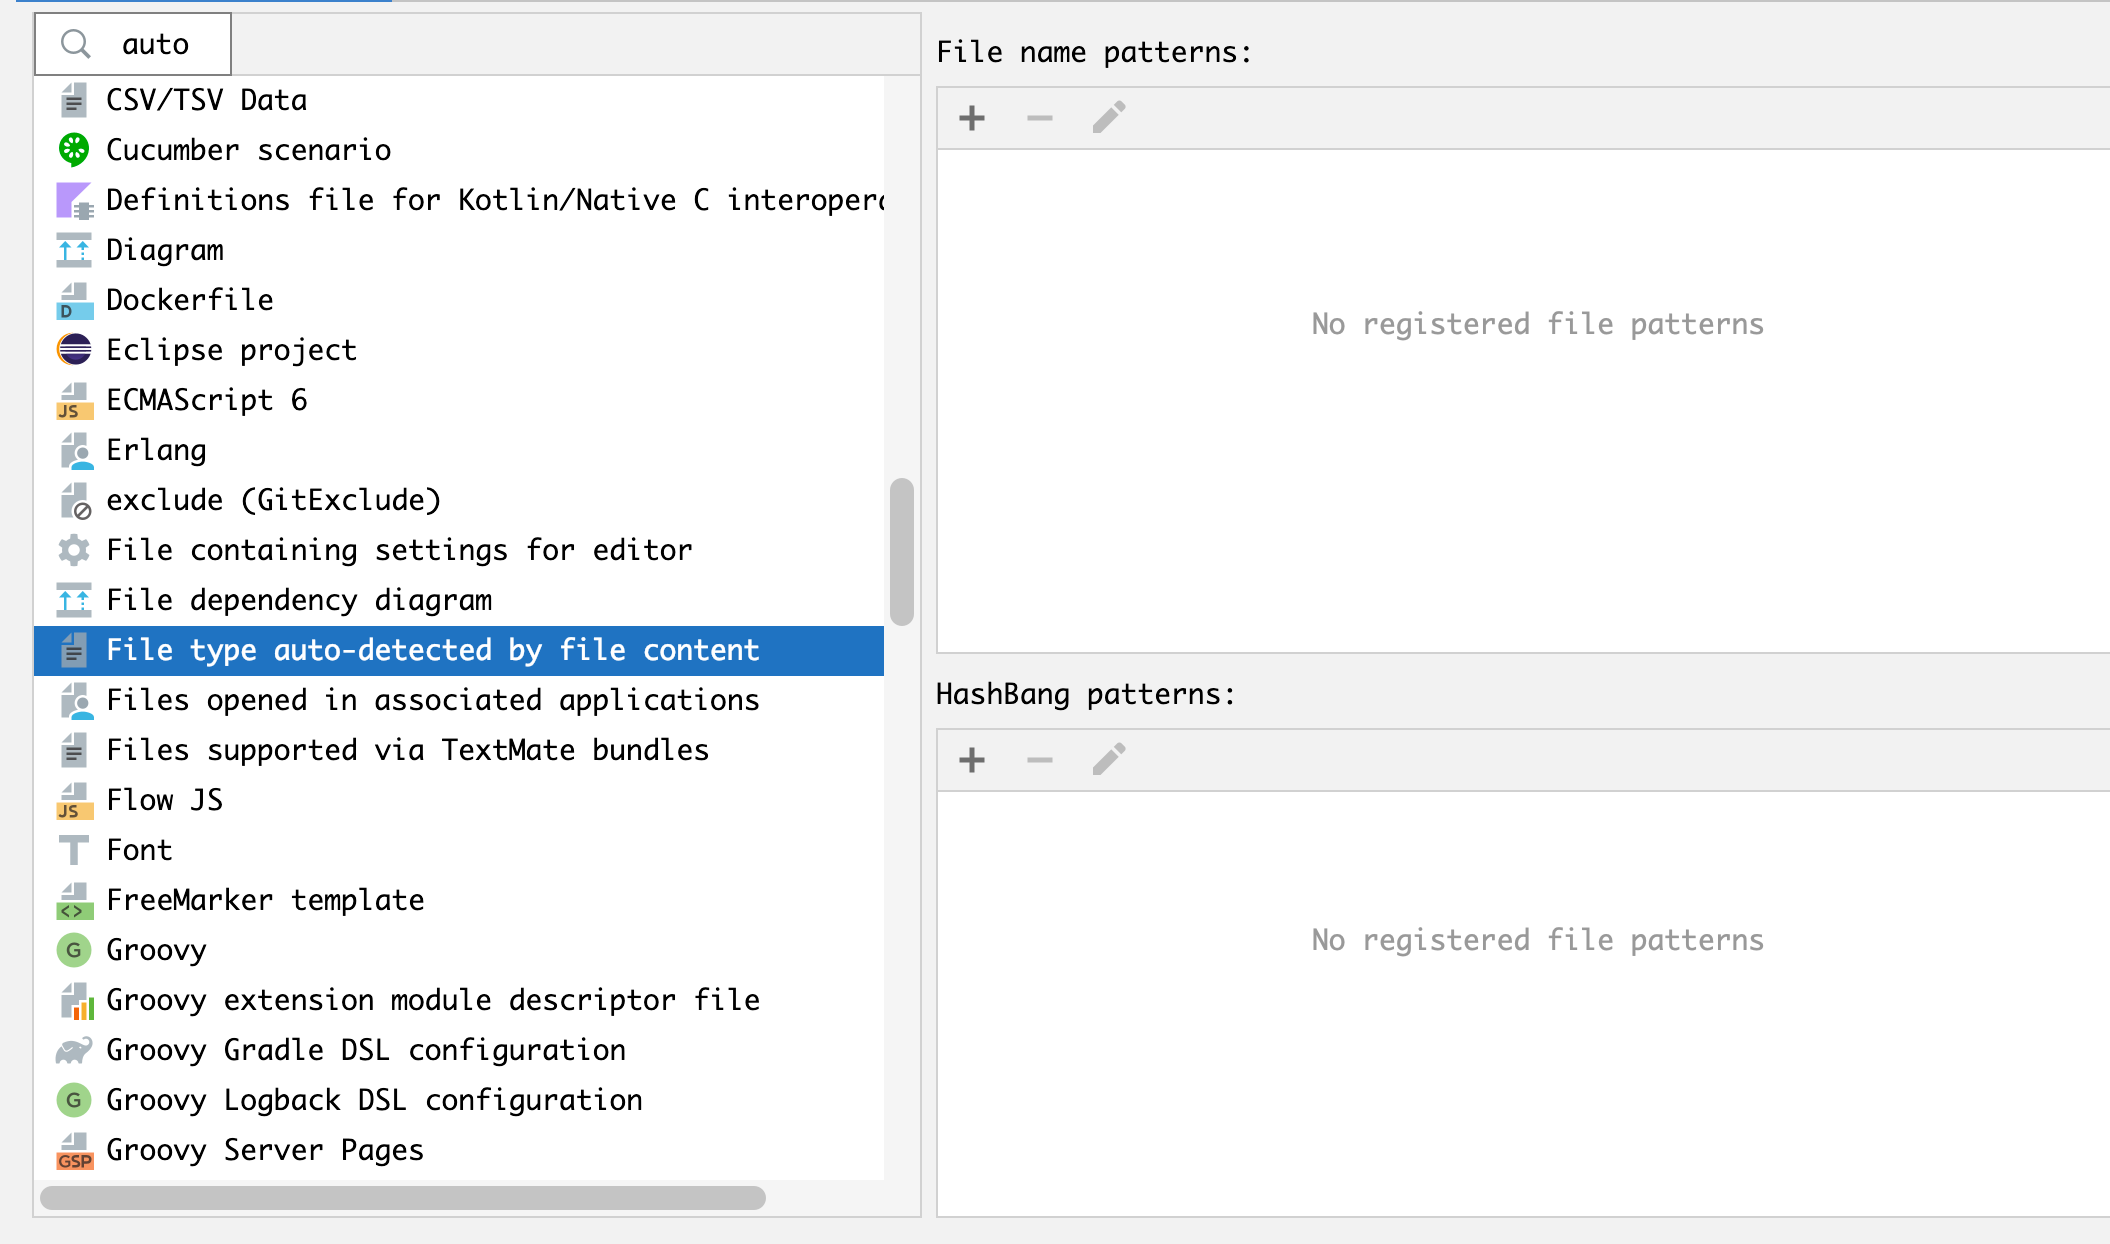 auto
CSV/TSV Data
Cucumber scenario
Definitions file for Kotlin/Native C
Diagram
D
Dockerfile
Eclipse project
JS
ECMAScript 6
Erlang
exclude (GitExclude)
File containing settings for editor
File dependency diagram
File type auto-detected by file content
Files opened in associated applications
Files supported via TextMate bundles
JS
Flow JS
Font
<>
FreeMarker template
G
Groovy
Groovy extension module descriptor file
Groovy Gradle DSL configuration
G
Groovy Logback DSL configuration
GSP
Groovy Server Pages
File name patterns:
No registered file patterns
HashBang patterns:
No registered file patterns